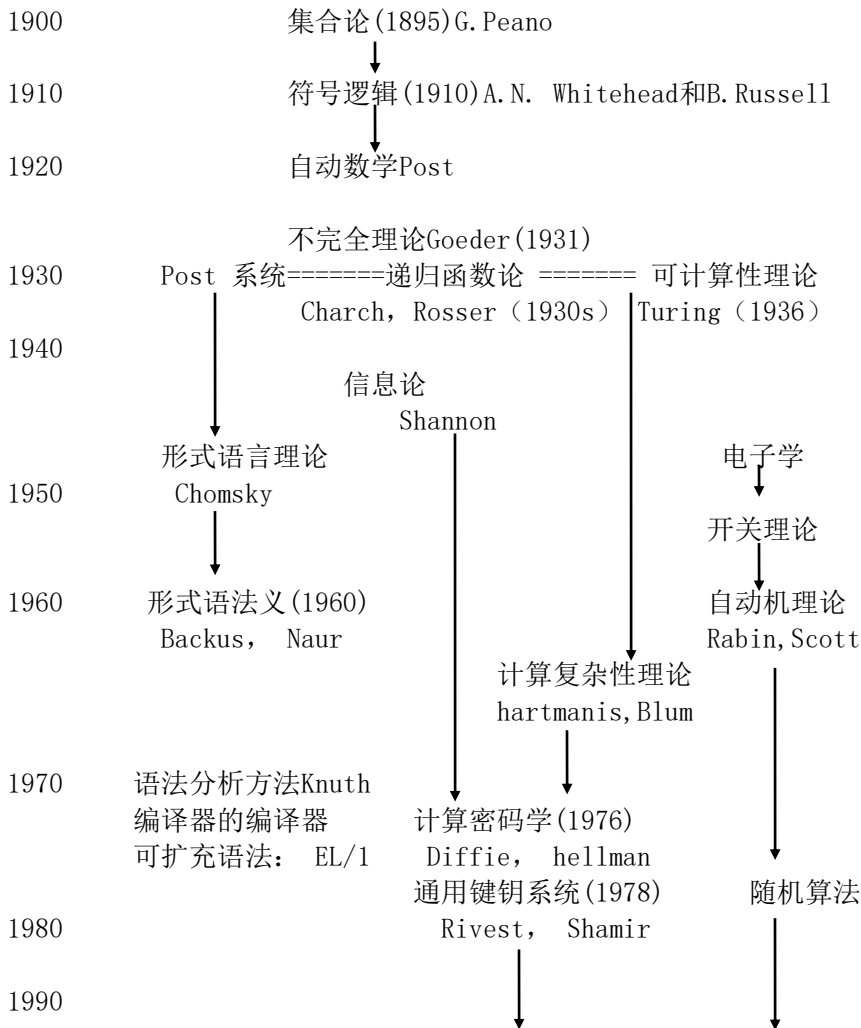 1900 集合论(1895)G.Peano
1910 符号逻辑(1910)A.N. Whitehead和B.Russell
1920 自动数学Post
不完全理论Goeder(1931)
1930 Post 系统=======递归函数论 ======= 可计算性理论
Charch，Rosser（1930s） Turing（1936）
1940
信息论
Shannon
形式语言理论 电子学
1950 Chomsky
开关理论
1960 形式语法义(1960) 自动机理论
Backus， Naur Rabin,Scott
计算复杂性理论
hartmanis,Blum
1970 语法分析方法Knuth
编译器的编译器 计算密码学(1976)
可扩充语法： EL/1 Diffie， hellman
通用键钥系统(1978) 随机算法
1980 Rivest， Shamir
1990